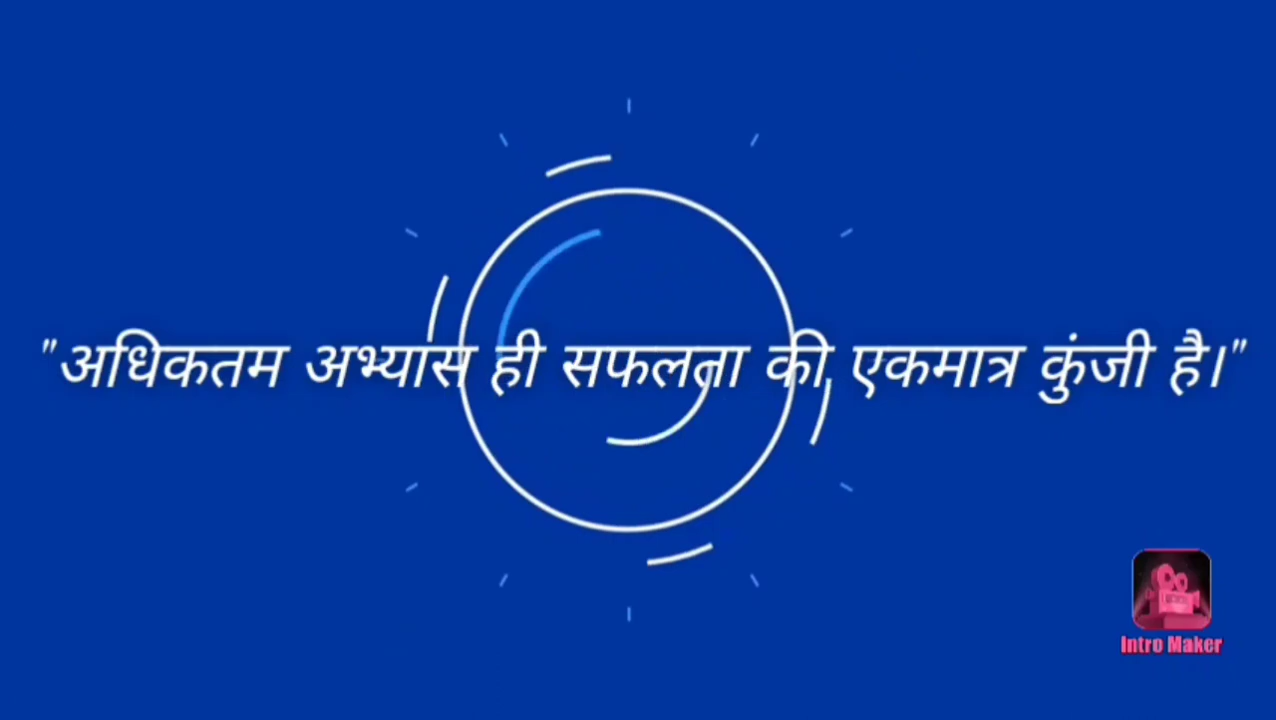 "अधिकतम अभ्यास ही सफलता की एकमात्र कुंजी है।"
Intro Maker